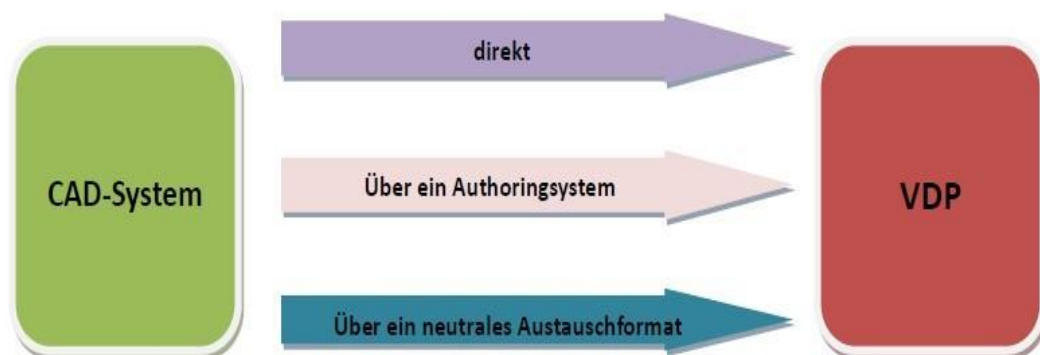 direkt
CAD-System
Über ein Authoringsystem
VDP
Über ein neutrales Austauschformat